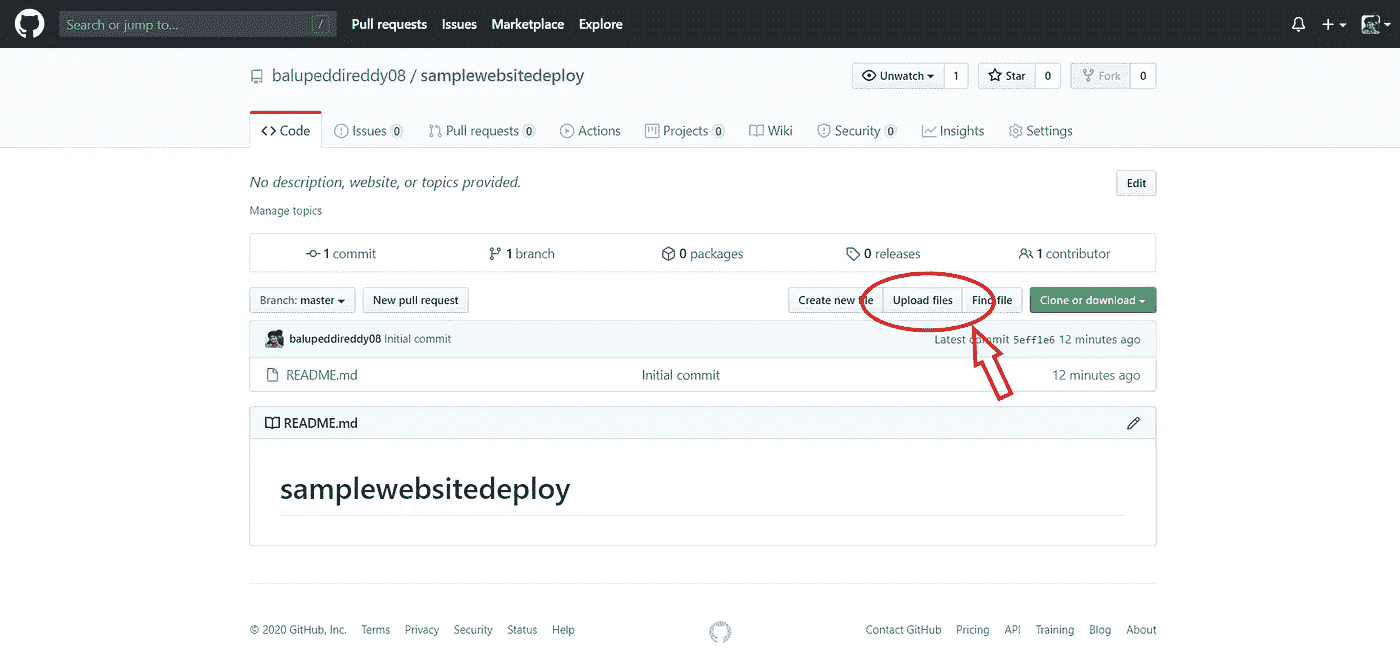 Search or jump to... / Pull requests Issues Marketplace Explore
balupeddireddy08 / samplewebsitedeploy Unwatch 1 Star 0 Fork 0
Code Issues 0 Pull requests 0 Actions Projects 0 Wiki Security 0 Insights Settings
No description, website, or topics provided. Edit
Manage topics
1 commit 1 branch 0 packages 0 releases 1 contributor
Branch: master New pull request Create new file Upload files Find file Clone or download
balupeddireddy08 Initial commit Latest commit 5eff1e6 12 minutes ago
README.md Initial commit 12 minutes ago
README.md
samplewebsitedeploy
© 2020 GitHub, Inc. Terms Privacy Security Status Help Contact GitHub Pricing API Training Blog About